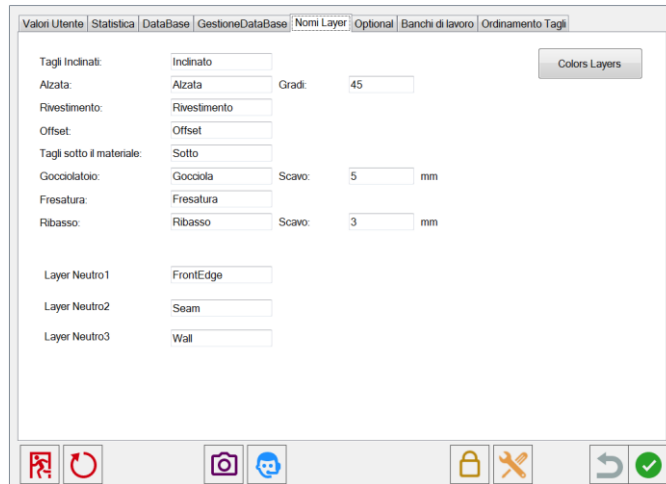 Valori Utente Statistica DataBase GestioneDataBase Nomi Layer Optional Banchi di lavoro Ordinamento Tagli
Tagli Inclinati: Inclinato Colors Layers
Alzata: Alzata Gradi: 45
Rivestimento: Rivestimento
Offset: Offset
Tagli sotto il materiale: Sotto
Gocciolatoio: Gocciola Scavo: 5 mm
Fresatura: Fresatura
Ribasso: Ribasso Scavo: 3 mm
Layer Neutro1 FrontEdge
Layer Neutro2 Seam
Layer Neutro3 Wall